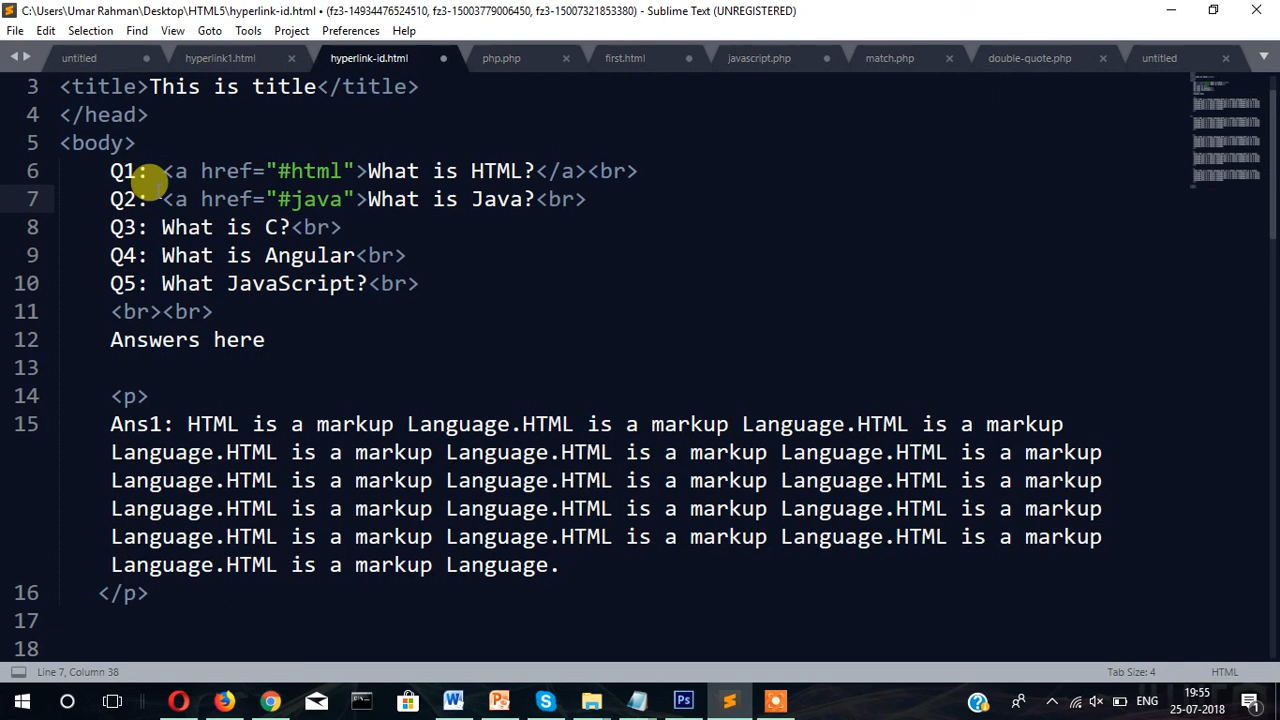 C:\Users\Umar Rahman\Desktop\HTML5\hyperlink-id.html • (fz3-14934476524510, fz3-15003779006450, fz3-15007321853380) - Sublime Text (UNREGISTERED)
File Edit Selection Find View Goto Tools Project Preferences Help
untitled hyperlink1.html hyperlink-id.html php.php first.html javascript.php match.php double-quote.php untitled
3 <title>This is title</title>
4 </head>
5 <body>
6 Q1: <a href="#html">What is HTML?</a><br>
7 Q2: <a href="#java">What is Java?<br>
8 Q3: What is C?<br>
9 Q4: What is Angular<br>
10 Q5: What JavaScript?<br>
11 <br><br>
12 Answers here
13
14 <p>
15 Ans1: HTML is a markup Language.HTML is a markup Language.HTML is a markup
Language.HTML is a markup Language.HTML is a markup Language.HTML is a markup
Language.HTML is a markup Language.HTML is a markup Language.HTML is a markup
Language.HTML is a markup Language.HTML is a markup Language.HTML is a markup
Language.HTML is a markup Language.HTML is a markup Language.HTML is a markup
Language.HTML is a markup Language.
16 </p>
17
18
Line 7, Column 38 Tab Size: 4 HTML
ENG 19:55
25-07-2018